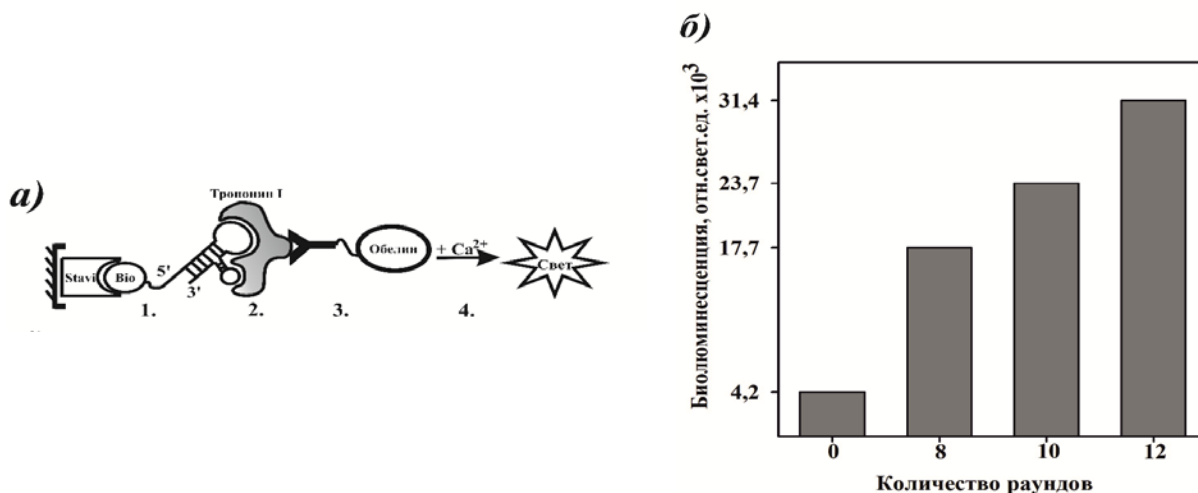 а)
Тропонин I
Stavi
Bio
5'
3'
Обелин
+ Ca²⁺
Свет
1.
2.
3.
4.
б)
Биолюминесценция, отн.свет.ед. x10³
31,4
23,7
17,7
4,2
0
8
10
12
Количество раундов